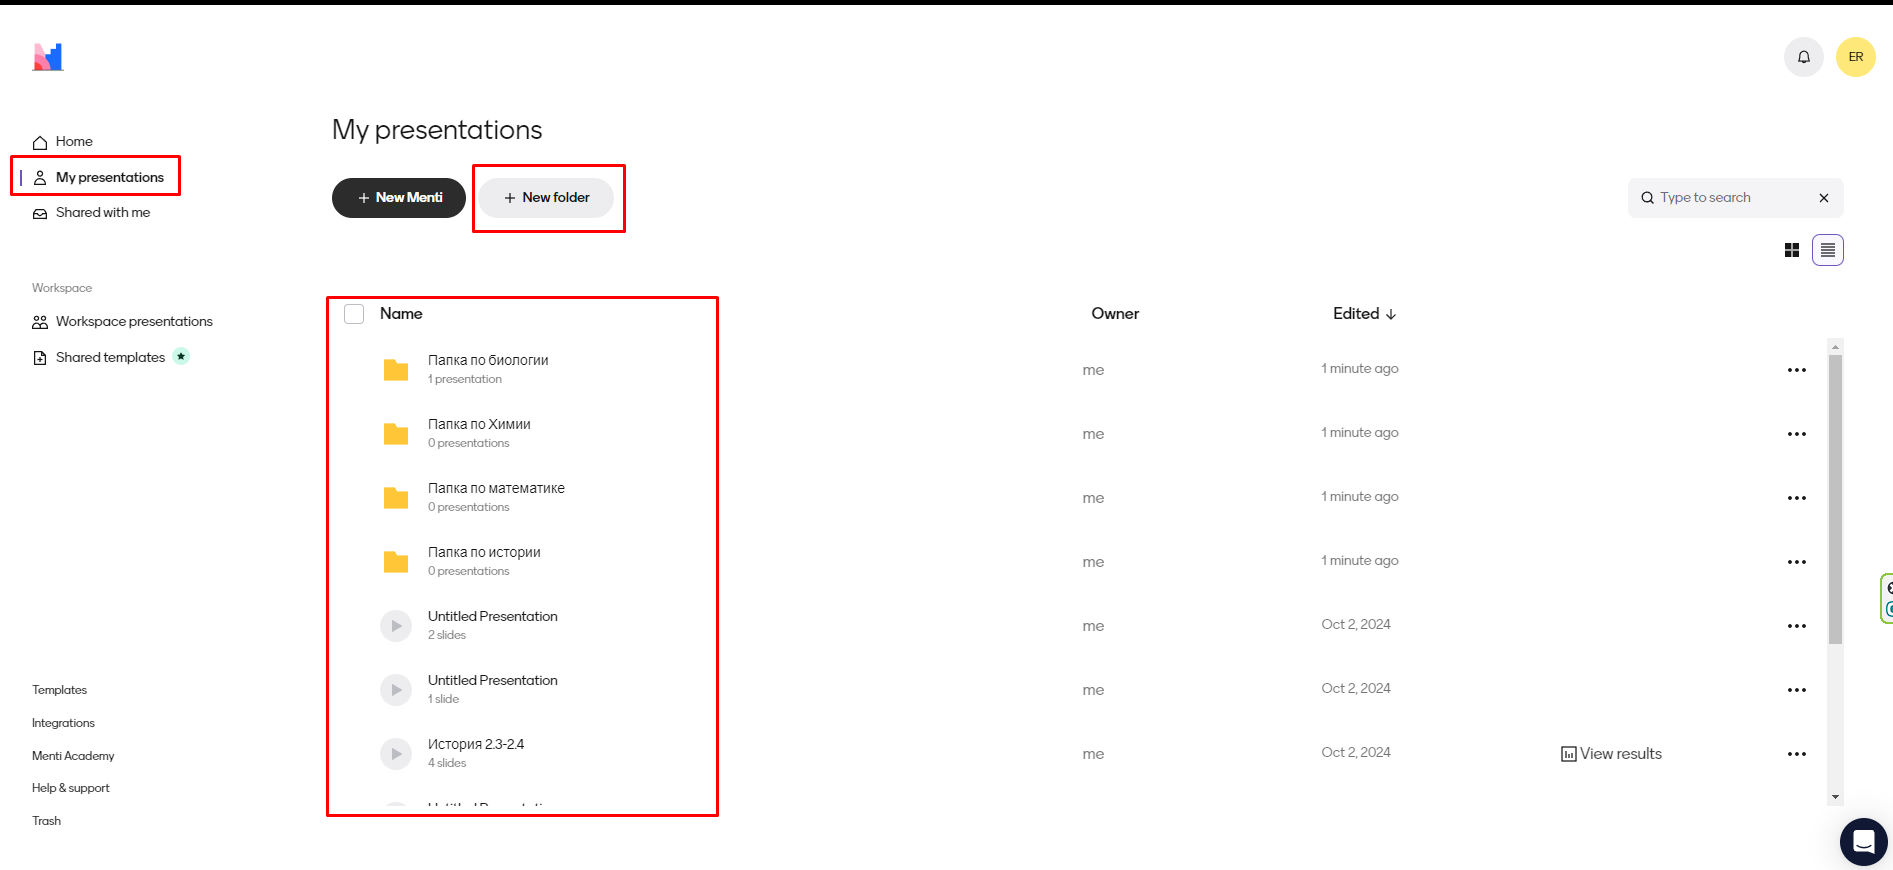 ER
Home
My presentations
Shared with me
Workspace
Workspace presentations
Shared templates
Templates
Integrations
Menti Academy
Help & support
Trash
My presentations
+ New Menti
+ New folder
Type to search
Name Owner Edited ↓
Папка по биологии
1 presentation
me 1 minute ago
Папка по Химии
0 presentations
me 1 minute ago
Папка по математике
0 presentations
me 1 minute ago
Папка по истории
0 presentations
me 1 minute ago
Untitled Presentation
2 slides
me Oct 2, 2024
Untitled Presentation
1 slide
me Oct 2, 2024
История 2.3-2.4
4 slides
me Oct 2, 2024 View results